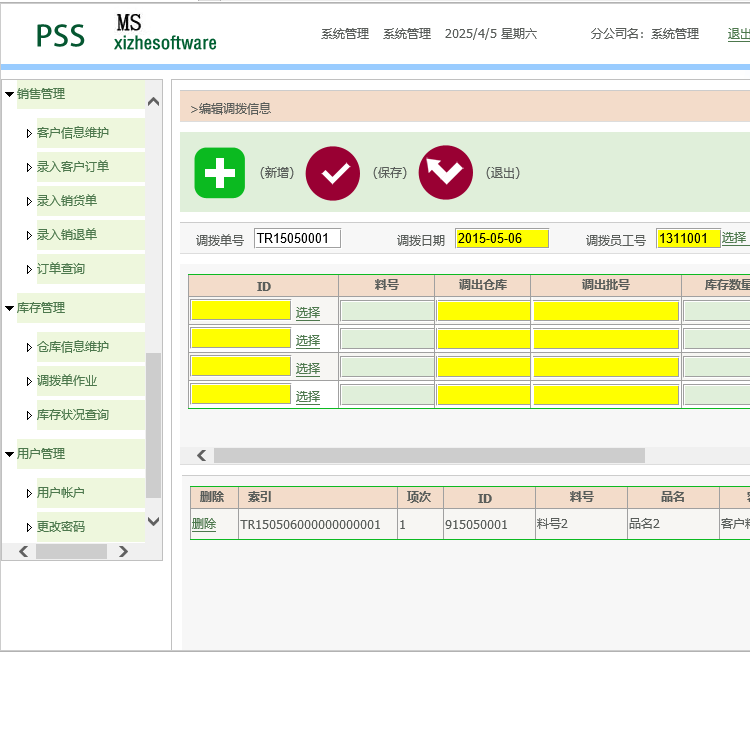 PSS MS
xizhesoftware
系统管理 系统管理 2025/4/5 星期六 分公司名: 系统管理 退出
销售管理
客户信息维护
录入客户订单
录入销货单
录入销退单
订单查询
库存管理
仓库信息维护
调拨单作业
库存状况查询
用户管理
用户帐户
更改密码
>编辑调拨信息
(新增) (保存) (退出)
调拨单号 TR15050001 调拨日期 2015-05-06 调拨员工号 1311001 选择
ID 料号 调出仓库 调出批号 库存数量
选择
选择
选择
选择
删除 索引 项次 ID 料号 品名
删除 TR150506000000000001 1 915050001 料号2 品名2 客户料